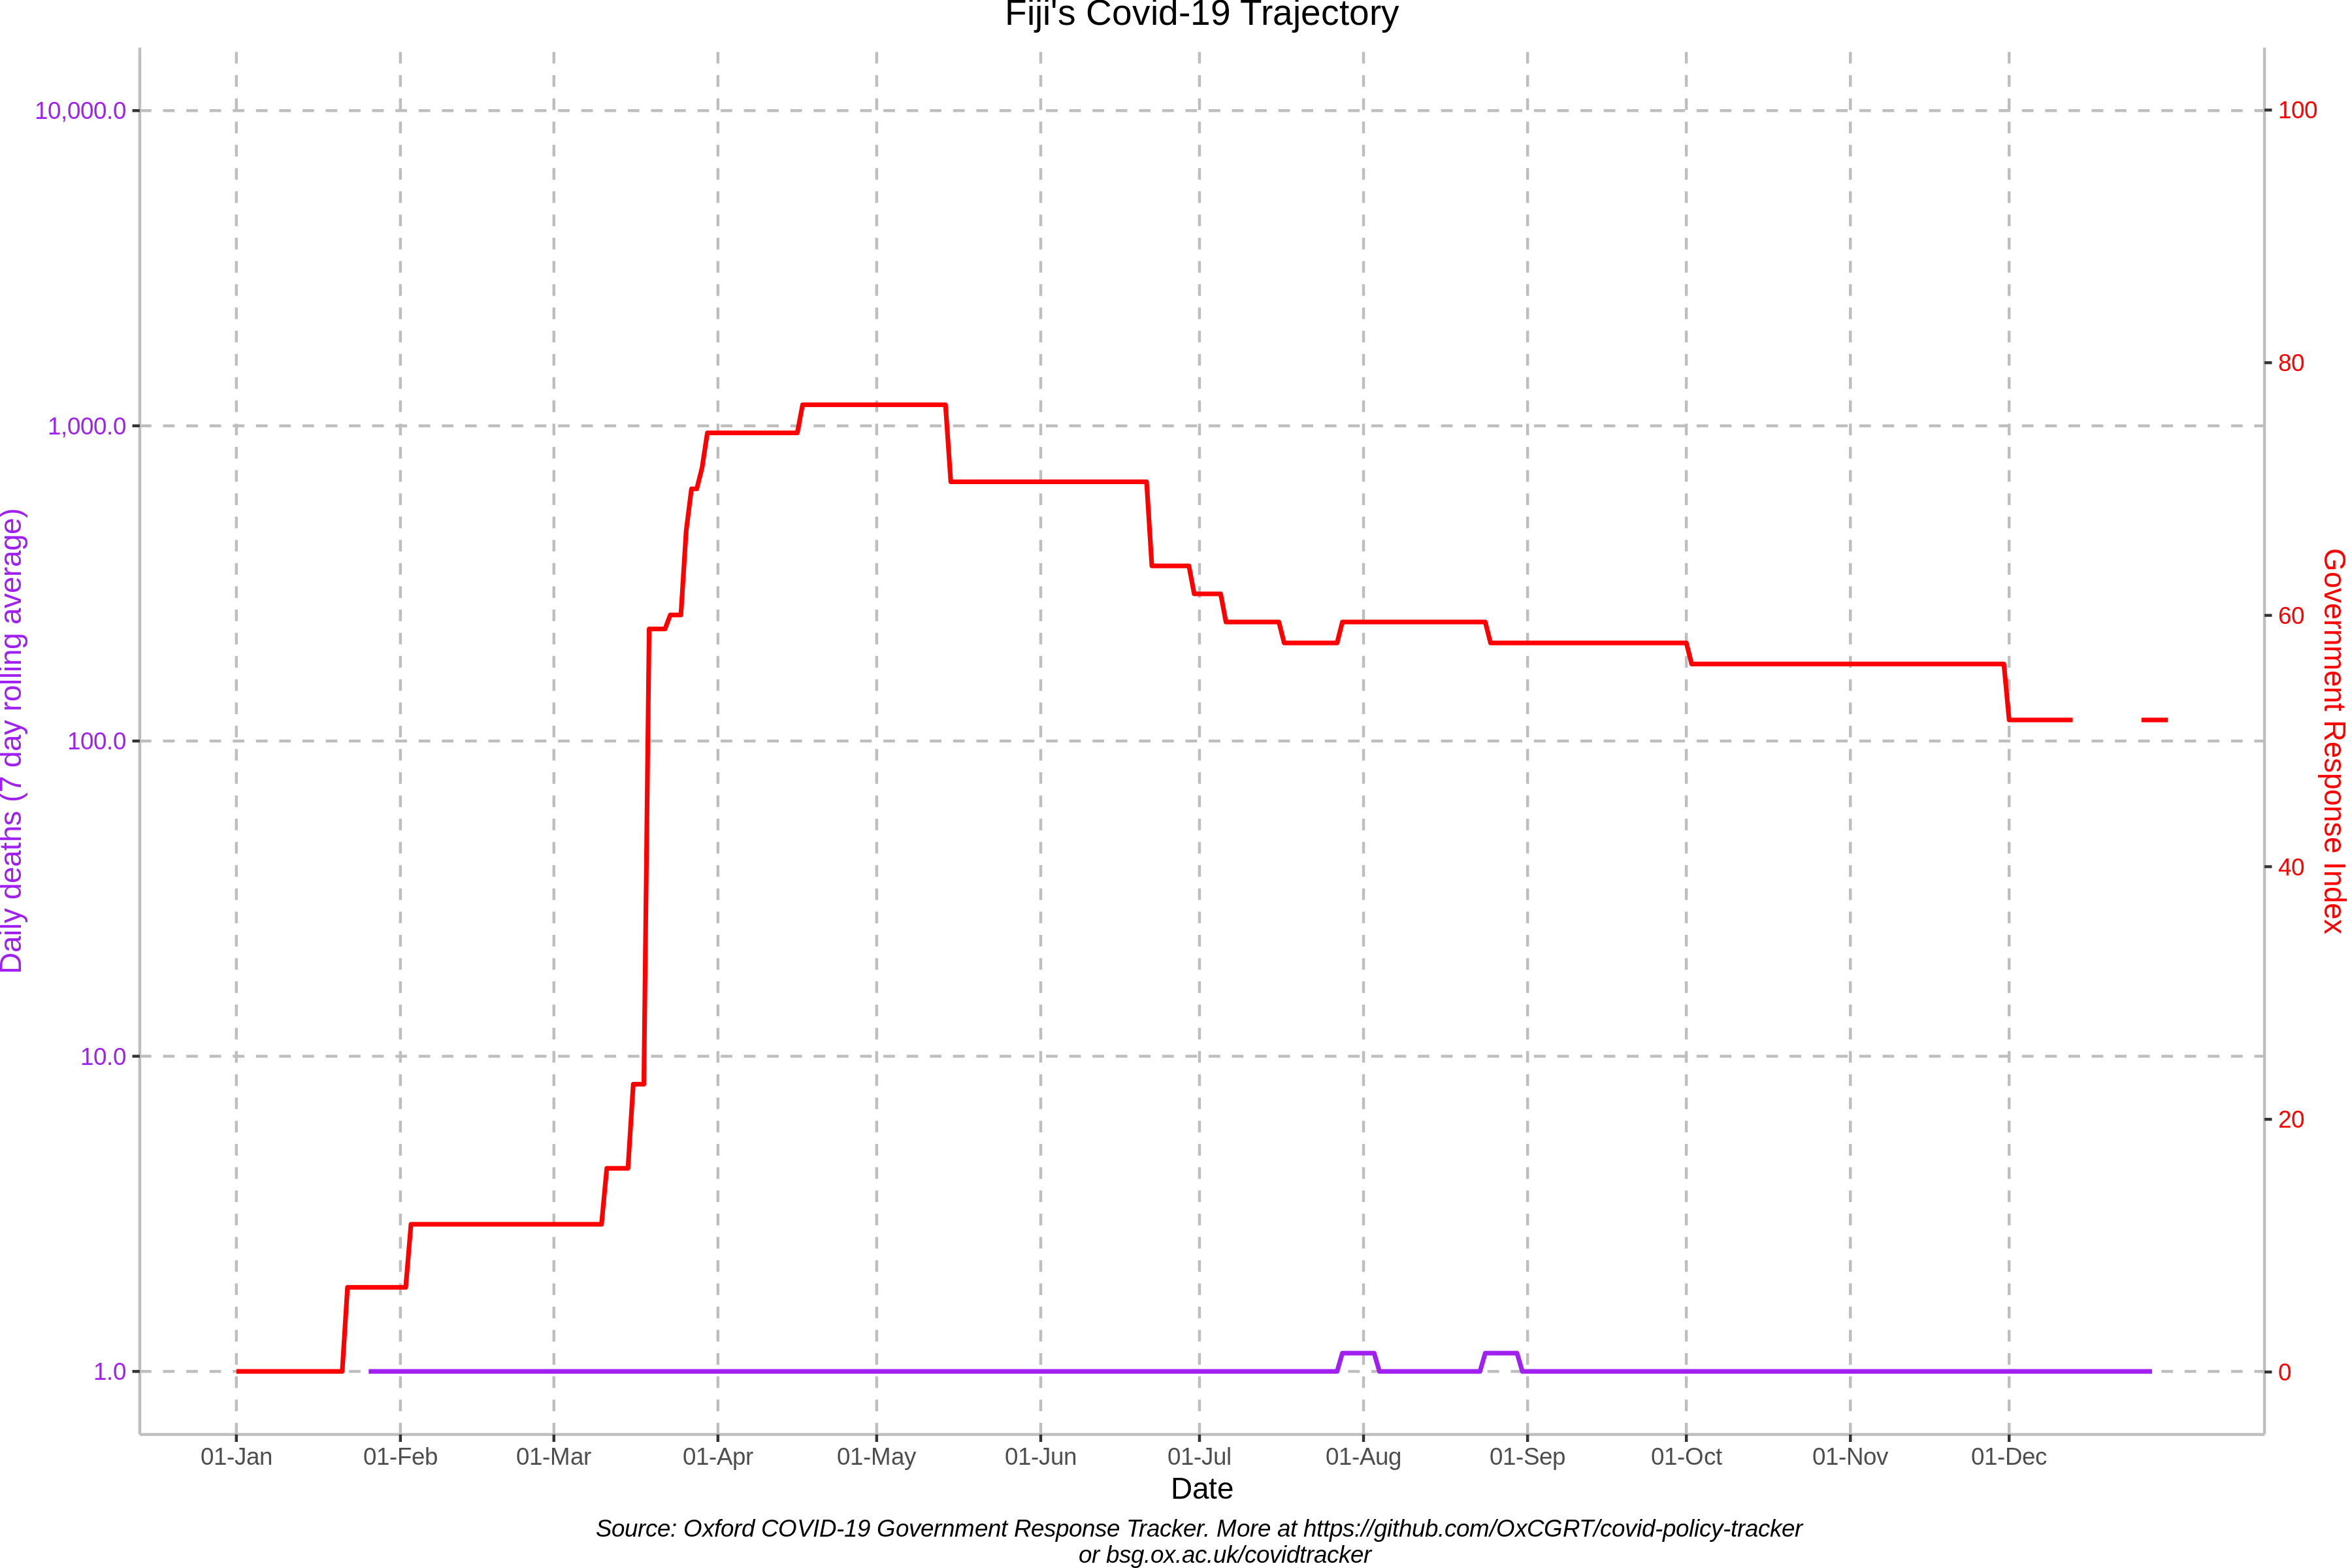 Fiji's Covid-19 Trajectory
Daily deaths (7 day rolling average)
10,000.0
1,000.0
100.0
10.0
1.0
100
80
60
40
20
0
Government Response Index
01-Jan
01-Feb
01-Mar
01-Apr
01-May
01-Jun
01-Jul
01-Aug
01-Sep
01-Oct
01-Nov
01-Dec
Date
Source: Oxford COVID-19 Government Response Tracker. More at https://github.com/OxCGRT/covid-policy-tracker
or bsg.ox.ac.uk/covidtracker